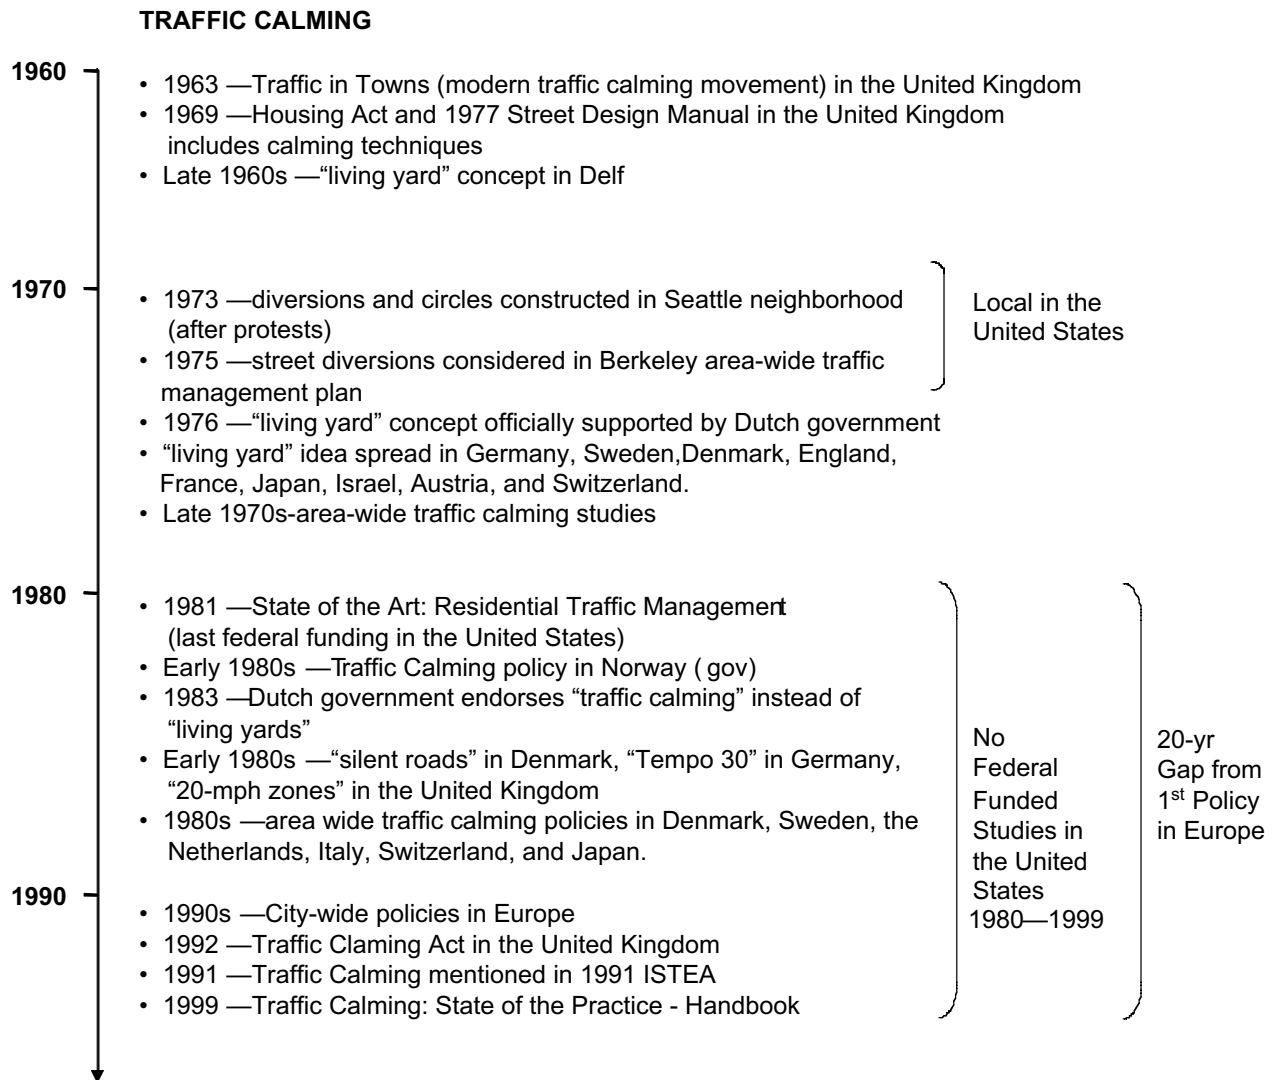 TRAFFIC CALMING
1960
• 1963 —Traffic in Towns (modern traffic calming movement) in the United Kingdom
• 1969 —Housing Act and 1977 Street Design Manual in the United Kingdom
includes calming techniques
• Late 1960s —“living yard” concept in Delf
1970
• 1973 —diversions and circles constructed in Seattle neighborhood
(after protests)
• 1975 —street diversions considered in Berkeley area-wide traffic
management plan
Local in the
United States
• 1976 —“living yard” concept officially supported by Dutch government
• “living yard” idea spread in Germany, Sweden,Denmark, England,
France, Japan, Israel, Austria, and Switzerland.
• Late 1970s-area-wide traffic calming studies
1980
• 1981 —State of the Art: Residential Traffic Management
(last federal funding in the United States)
• Early 1980s —Traffic Calming policy in Norway ( gov)
• 1983 —Dutch government endorses “traffic calming” instead of
“living yards”
• Early 1980s —“silent roads” in Denmark, “Tempo 30” in Germany,
“20-mph zones” in the United Kingdom
• 1980s —area wide traffic calming policies in Denmark, Sweden, the
Netherlands, Italy, Switzerland, and Japan.
1990
• 1990s —City-wide policies in Europe
• 1992 —Traffic Claming Act in the United Kingdom
• 1991 —Traffic Calming mentioned in 1991 ISTEA
• 1999 —Traffic Calming: State of the Practice - Handbook
No
Federal
Funded
Studies in
the United
States
1980—1999
20-yr
Gap from
1st Policy
in Europe